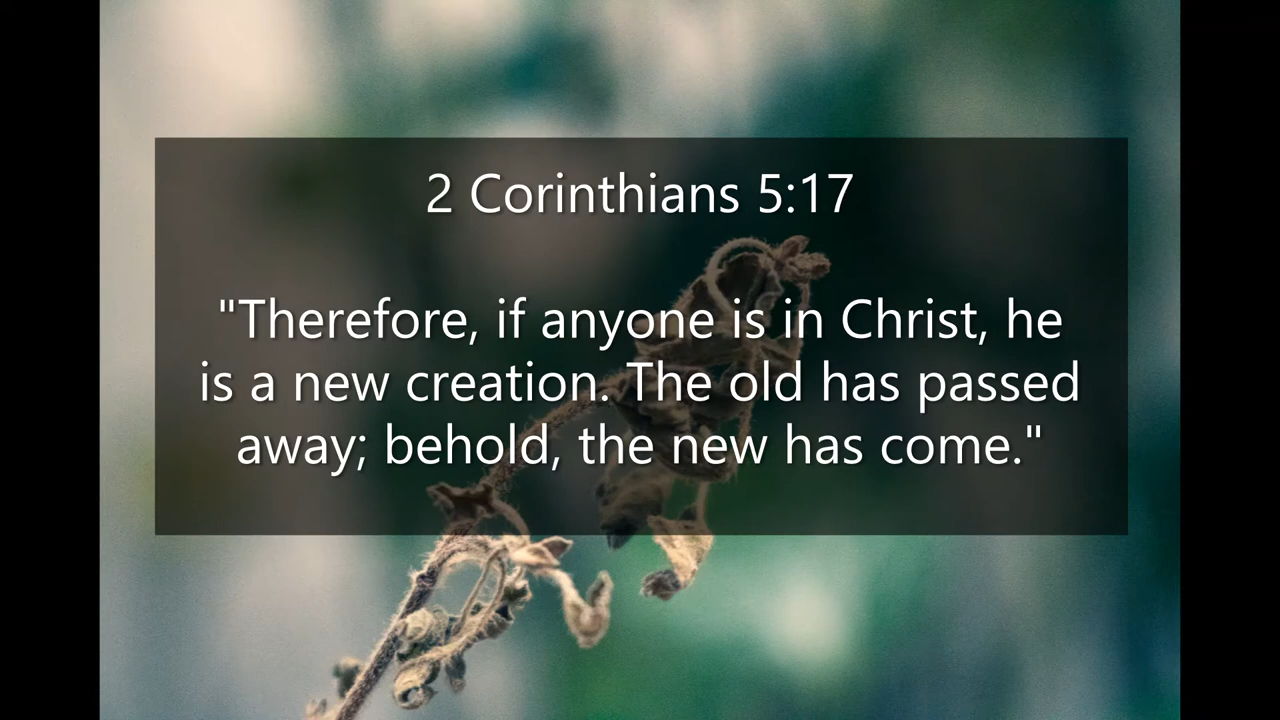 2 Corinthians 5:17
"Therefore, if anyone is in Christ, he
is a new creation. The old has passed
away; behold, the new has come."